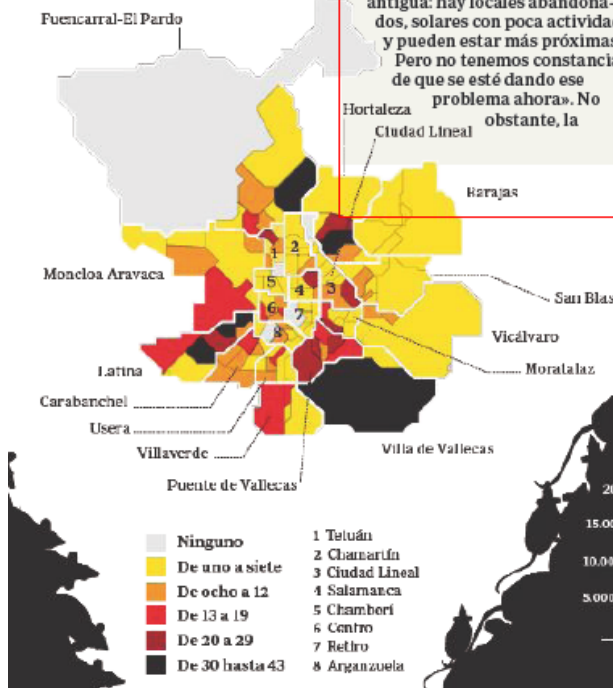 antigua: hay locales abandona-
dos, solares con poca activida
y pueden estar más próximas
Pero no tenemos constancia
de que se esté dando ese
problema ahora». No
obstante, la
Fuencarral-El Pardo
Hortaleza
Ciudad Lineal
Barajas
Moncloa Aravaca
San Blas
Vicálvaro
Moratalaz
Latina
Carabanchel
Usera
Villaverde
Villa de Vallecas
Puente de Vallecas
1
2
3
4
5
6
7
8
Ninguno
De uno a siete
De ocho a 12
De 13 a 19
De 20 a 29
De 30 hasta 43
1 Tetuán
2 Chamartín
3 Ciudad Lineal
4 Salamanca
5 Chamberí
6 Centro
7 Retiro
8 Arganzuela
20
15.00
10.00
5.000